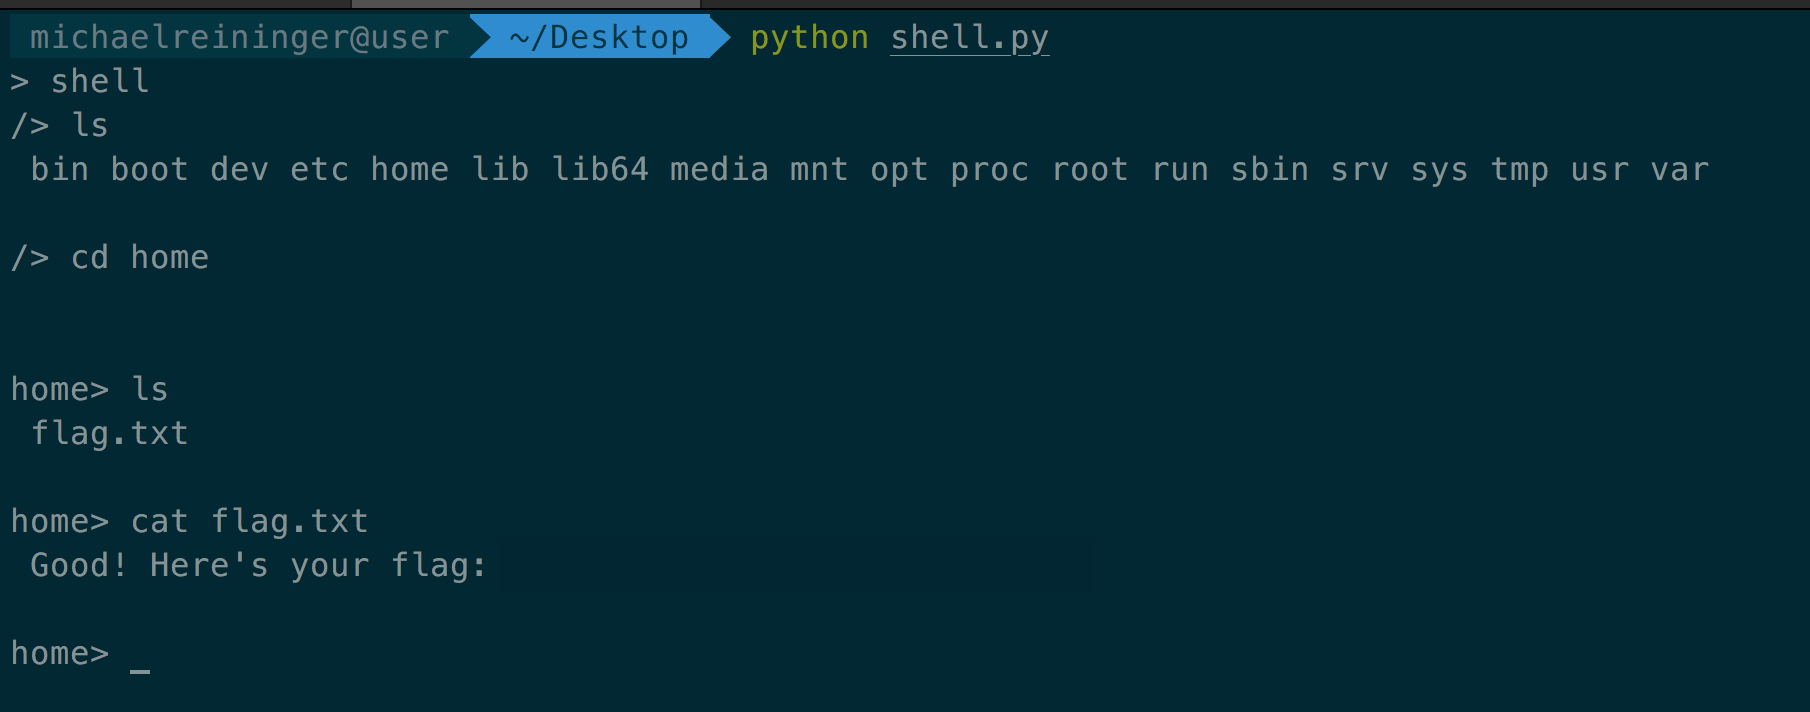 michaelreininger@user ~/Desktop python shell.py
> shell
/> ls
bin boot dev etc home lib lib64 media mnt opt proc root run sbin srv sys tmp usr var
/> cd home
home> ls
flag.txt
home> cat flag.txt
Good! Here's your flag:
home> _